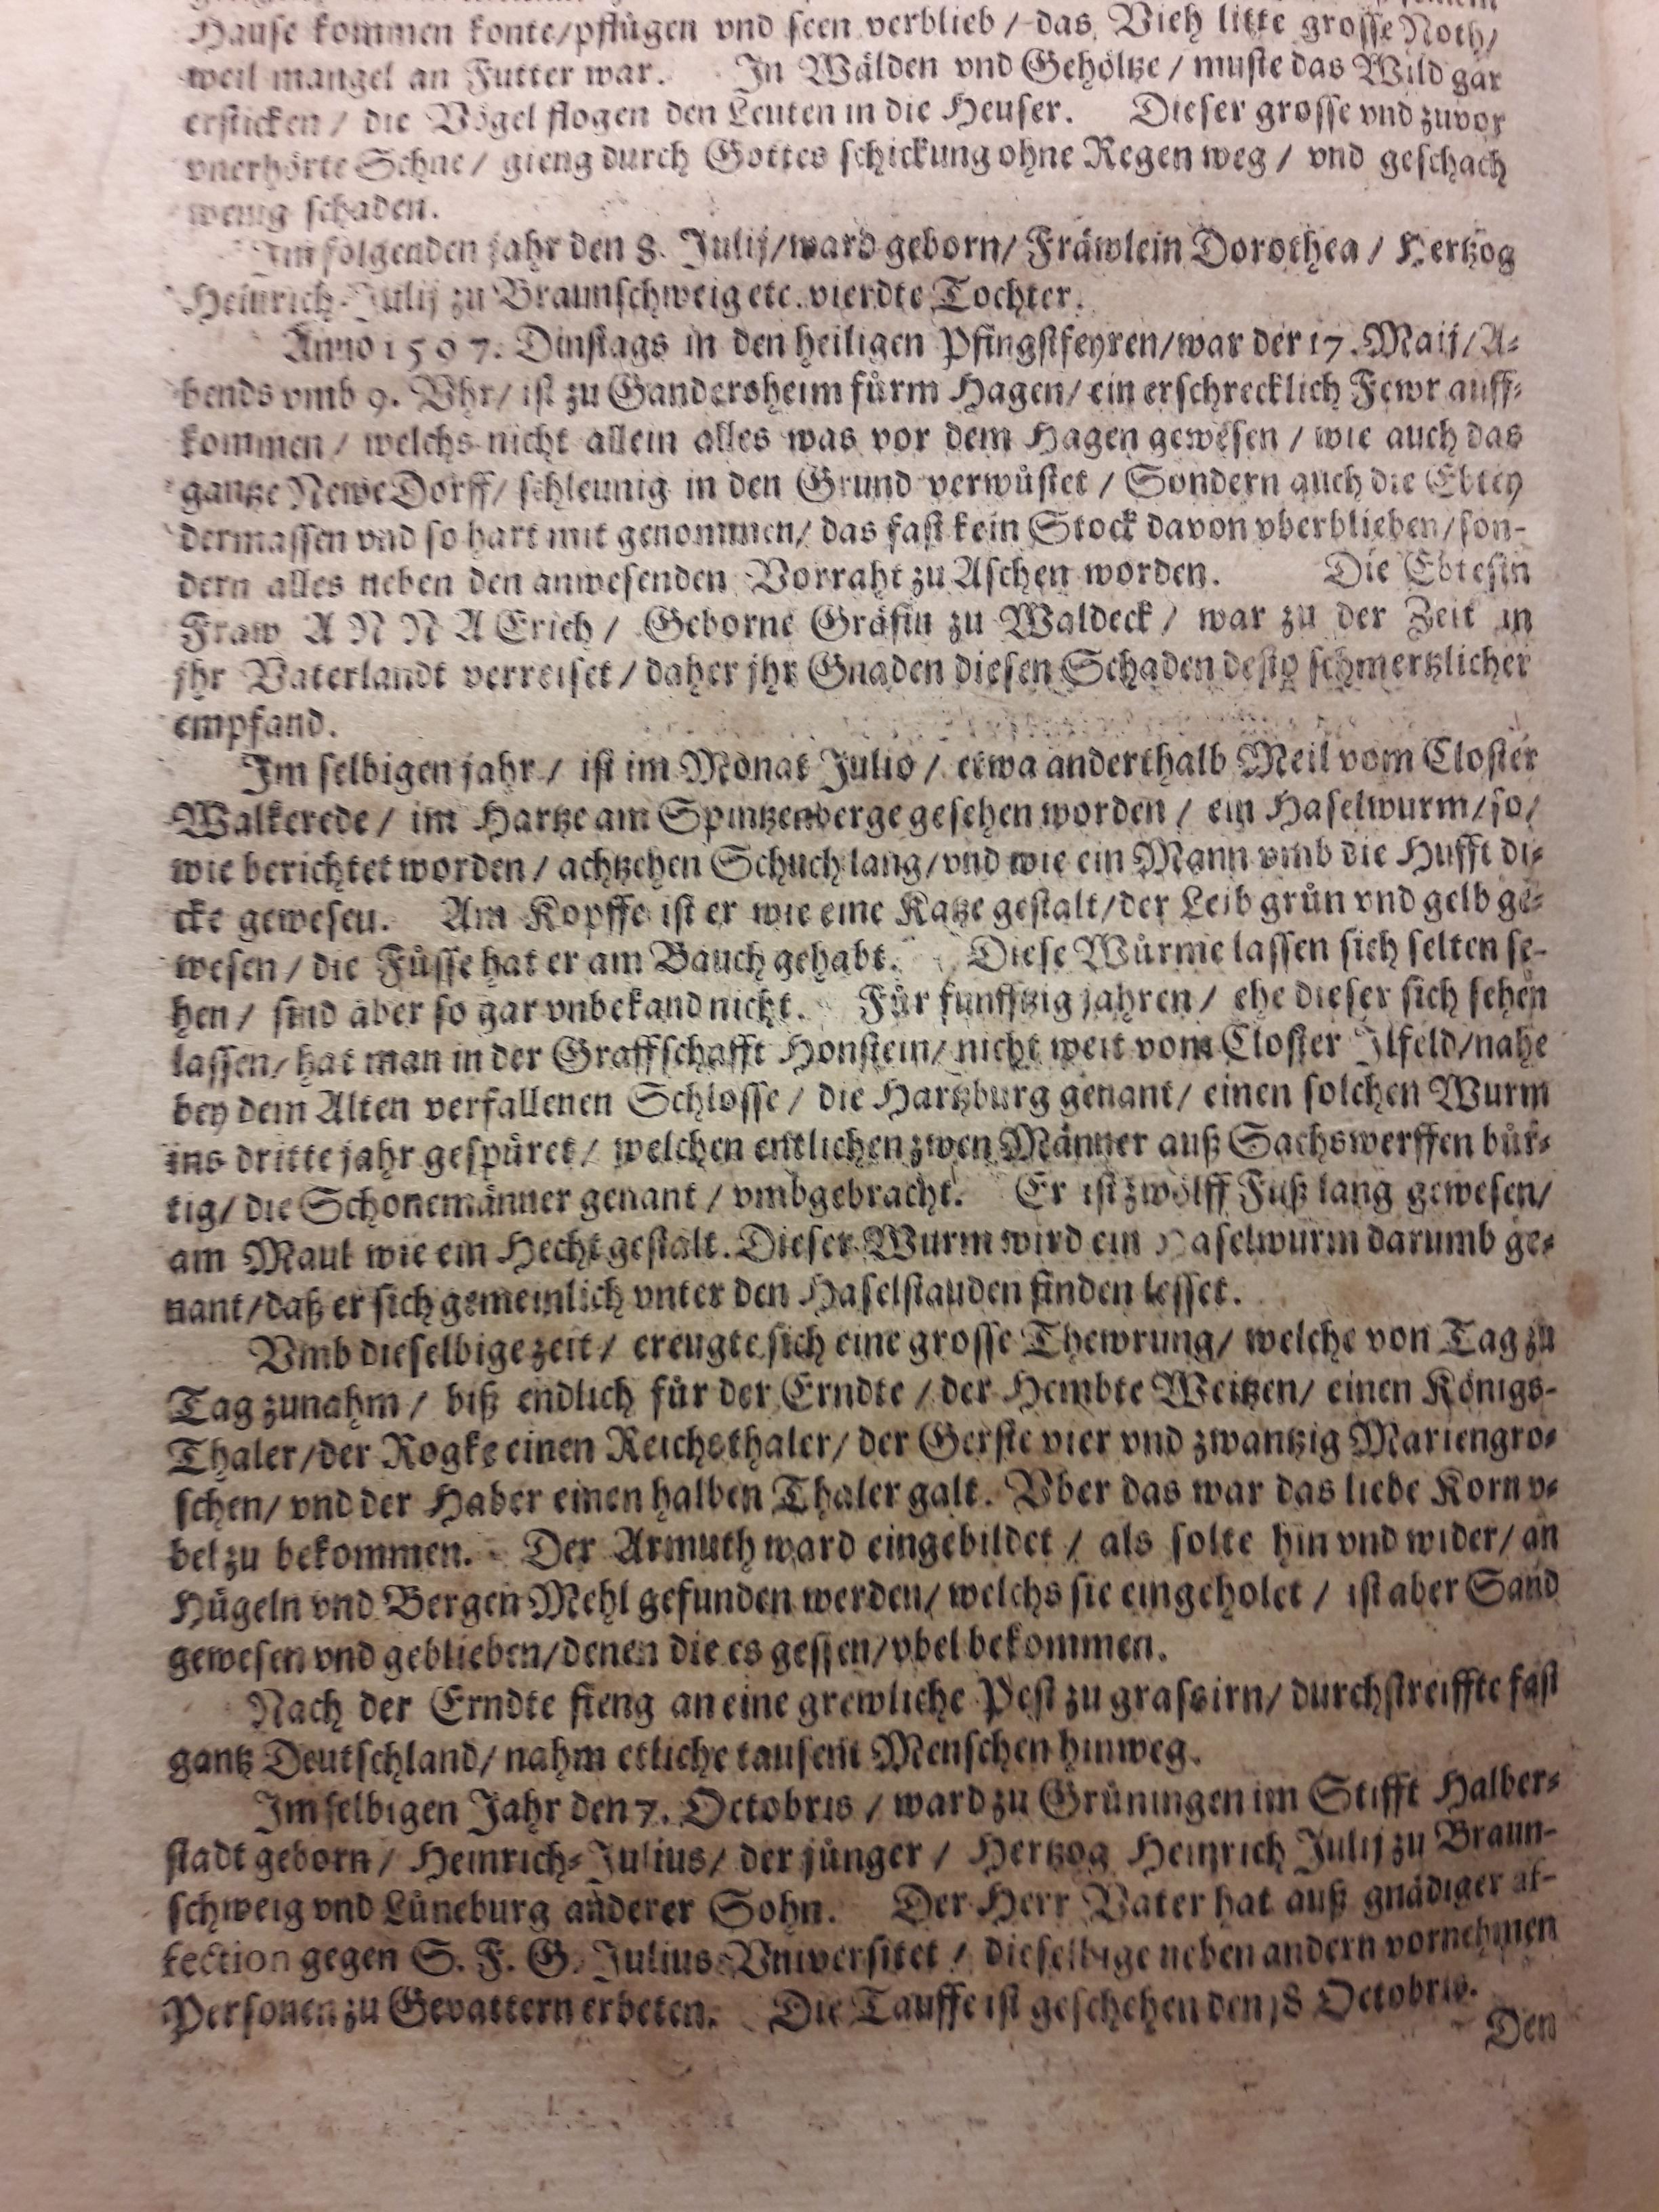 Hause kommen konte/pflügen vnd seen verblieb / das Vieh litte grosse Noth/
weil mangel an Futter war. In Wälden vnd Gehöltze / muste das Wild gar
ersticken / die Vögel flogen den Leuten in die Heuser. Dieser grosse vnd zuvor
vnerhörte Schne / gieng durch Gottes schickung ohne Regen weg / vnd geschach
wenig schaden.
Im folgenden jahr den 8. Julij/ward geborn/ Fräwlein Dorothea / Hertzog
Heinrich-Julij zu Braunschweig etc. vierdte Tochter.
Anno 1597. Dinstags in den heiligen Pfingstfeyren/war der 17. Maij/A-
bends vmb 9. Vhr/ ist zu Gandersheim fürm Hagen/ ein erschrecklich Fewr auff-
kommen / welchs nicht allein alles was vor dem Hagen gewesen / wie auch das
gantze Newe Dorff/ schleunig in den Grund verwüstet / Sondern auch die Ebtey
dermassen vnd so hart mit genommen/ das fast kein Stock davon vberblieben/son-
dern alles neben den anwesenden Vorraht zu Aschen worden. Die Ebtesin
Fraw ANNA Erich / Geborne Gräfin zu Waldeck / war zu der Zeit in
jhr Vaterlandt verreiset / daher jhr Gnaden diesen Schaden desto schmertzlicher
empfand.
Im selbigen jahr / ist im Monat Julio / etwa anderthalb Meil vom Closter
Walkerede / im Hartze am Spintzenberge gesehen worden / ein Haselwurm/so/
wie berichtet worden / achtzehen Schuch lang/vnd wie ein Mann vmb die Hufft di-
cke gewesen. Am Kopffe ist er wie eine Katze gestalt/der Leib grün vnd gelb ge-
wesen / die Füsse hat er am Bauch gehabt. Diese Würme lassen sich selten se-
hen / sind aber so gar vnbekand nicht. Für funfftzig jahren / ehe dieser sich sehen
lassen/ hat man in der Graffschafft Honstein/ nicht weit vom Closter Ilfeld/nahe
bey dem Alten verfallenen Schlosse / die Hartzburg genant/ einen solchen Wurm
ins dritte jahr gespüret / welchen entlichen zwen Männer auß Sachswerffen bür-
tig/ die Schonemänner genant / vmbgebracht. Er ist zwölff Fuß lang gewesen/
am Maul wie ein Hecht gestalt. Dieser Wurm wird ein Haselwurm darumb ge-
nant/daß er sich gemeinlich vnter den Haselstauden finden lesset.
Vmb dieselbige zeit / ereugte sich eine grosse Thewrung/ welche von Tag zu
Tag zunahm / biß endlich für der Erndte / der Hembte Weitzen/ einen Königs-
Thaler/der Rogke einen Reichsthaler/ der Gerste vier vnd zwantzig Mariengro-
schen/ vnd der Haber einen halben Thaler galt. Vber das war das liebe Korn v-
bel zu bekommen. Der Armuth ward eingebildet / als solte hin vnd wider/ an
Hügeln vnd Bergen Mehl gefunden werden/ welchs sie eingeholet / ist aber Sand
gewesen vnd geblieben/denen die es gessen/vbel bekommen.
Nach der Erndte fieng an eine grewliche Pest zu grassirn/ durchstreiffte fast
gantz Deutschland/ nahm etliche tausent Menschen hinweg.
Im selbigen Jahr den 7. Octobris / ward zu Grüningen im Stifft Halber-
stadt geborn / Heinrich-Julius/ der jünger / Hertzog Heinrich Julij zu Braun-
schweig vnd Lüneburg anderer Sohn. Der Herr Vater hat auß gnädiger af-
fection gegen S. F. G. Julius Vniversitet / dieselbige neben andern vornehmen
Personen zu Gevattern erbeten. Die Tauffe ist geschehen den 18 Octobris.
Den